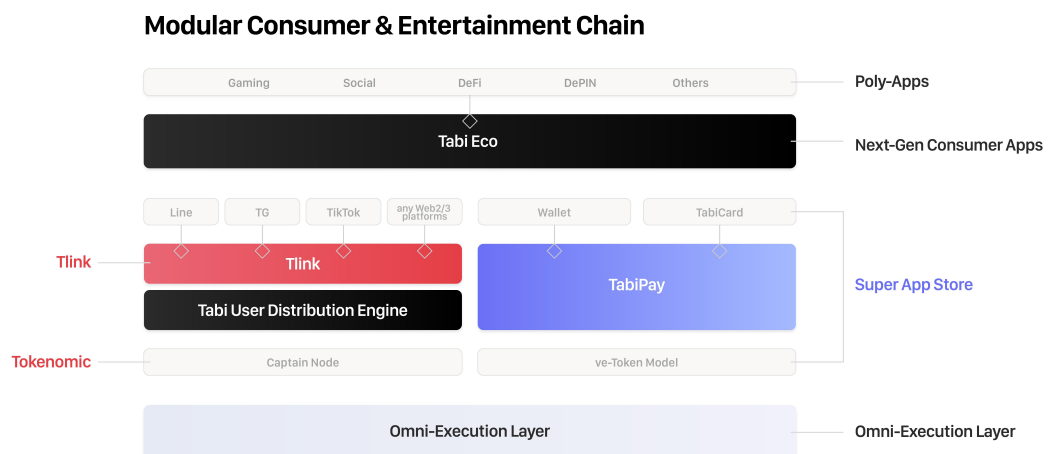 Modular Consumer & Entertainment Chain
Gaming Social DeFi DePIN Others
Poly-Apps
Tabi Eco
Next-Gen Consumer Apps
Line TG TikTok any Web2/3
platforms
Wallet TabiCard
Tlink
Tlink
TabiPay
Super App Store
Tabi User Distribution Engine
Tokenomic
Captain Node
ve-Token Model
Omni-Execution Layer
Omni-Execution Layer